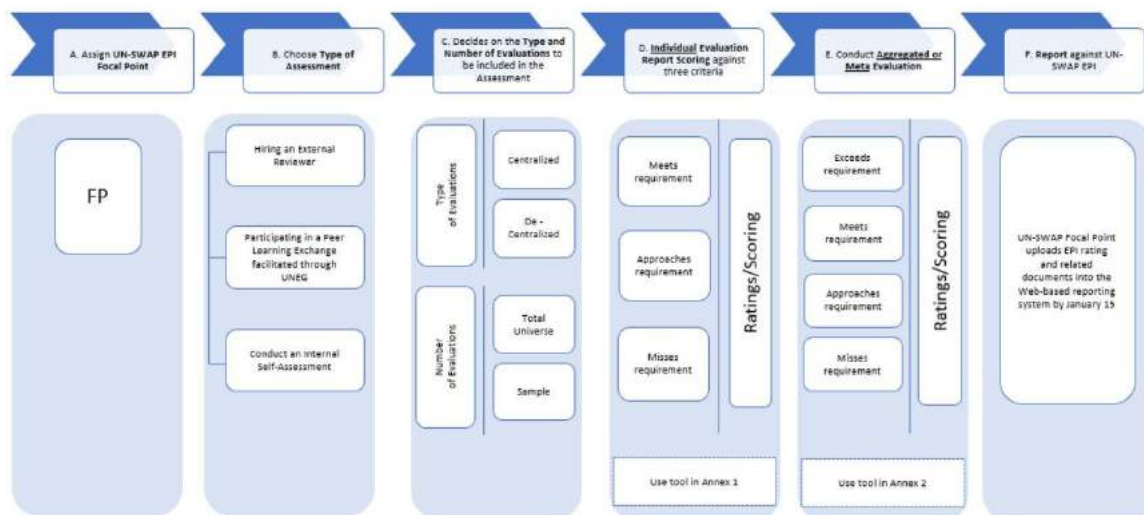 A. Assign UN-SWAP EPI
Focal Point
B. Choose Type of
Assessment
C. Decides on the Type and
Number of Evaluations to
be included in the
Assessment
D. Individual Evaluation
Report Scoring against
three criteria
E. Conduct Aggregated or
Meta Evaluation
F. Report against UN-
SWAP EPI
FP
Hiring an External
Reviewer
Participating in a Peer
Learning Exchange
facilitated through
UNEG
Conduct an Internal
Self-Assessment
Type
of Evaluations
Centralized
De -
Centralized
Number
of Evaluations
Total
Universe
Sample
Meets
requirement
Approaches
requirement
Misses
requirement
Ratings/Scoring
Use tool in Annex 1
Exceeds
requirement
Meets
requirement
Approaches
requirement
Misses
requirement
Ratings/Scoring
Use tool in Annex 2
UN-SWAP Focal Point
uploads EPI rating
and related
documents into the
Web-based reporting
system by January 15